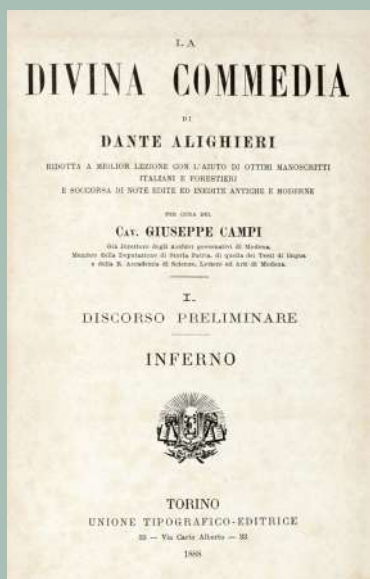 LA
DIVINA COMMEDIA
DI
DANTE ALIGHIERI
RIDOTTA A MIGLIOR LEZIONE CON L'AIUTO DI OTTIMI MANOSCRITTI
ITALIANI E FORESTIERI
E SOCCORSA DI NOTE EDITE ED INEDITE ANTICHE E MODERNE
PER CURA DEL
CAV. GIUSEPPE CAMPI
Già Direttore degli Archivi governativi di Modena,
Membro della Deputazione di Storia Patria, di quella dei Testi di lingua
e della R. Accademia di Scienze, Lettere ed Arti di Modena.
I.
DISCORSO PRELIMINARE
INFERNO
TORINO
UNIONE TIPOGRAFICO-EDITRICE
33 — Via Carlo Alberto — 33
1888